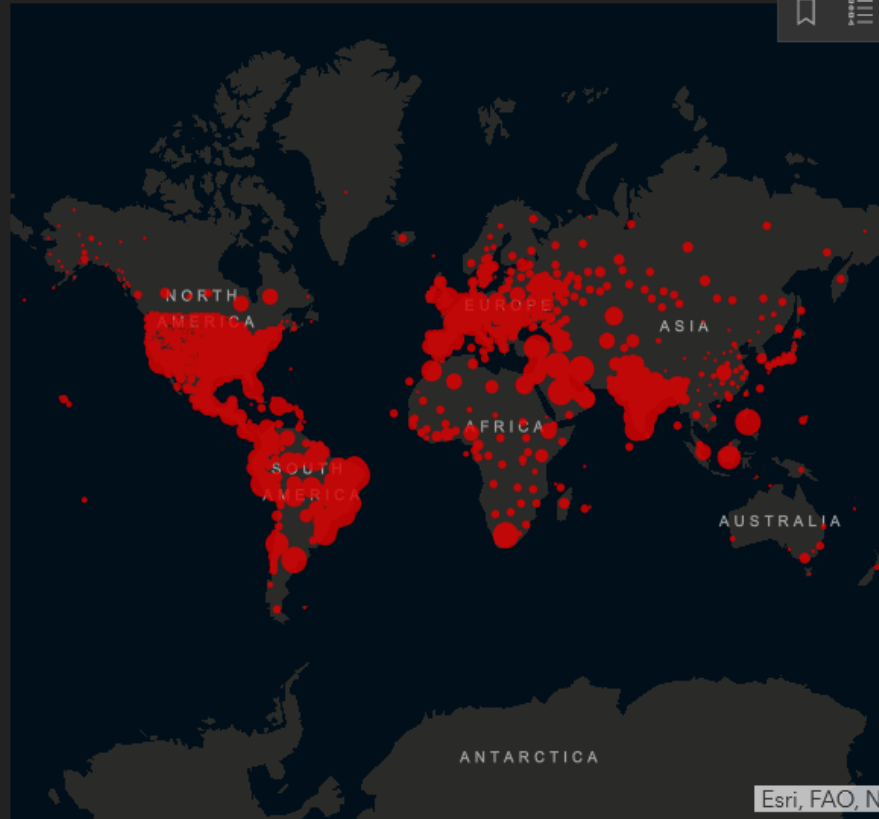 NORTH
AMERICA
EUROPE
ASIA
AFRICA
SOUTH
AMERICA
AUSTRALIA
ANTARCTICA
Esri, FAO, N